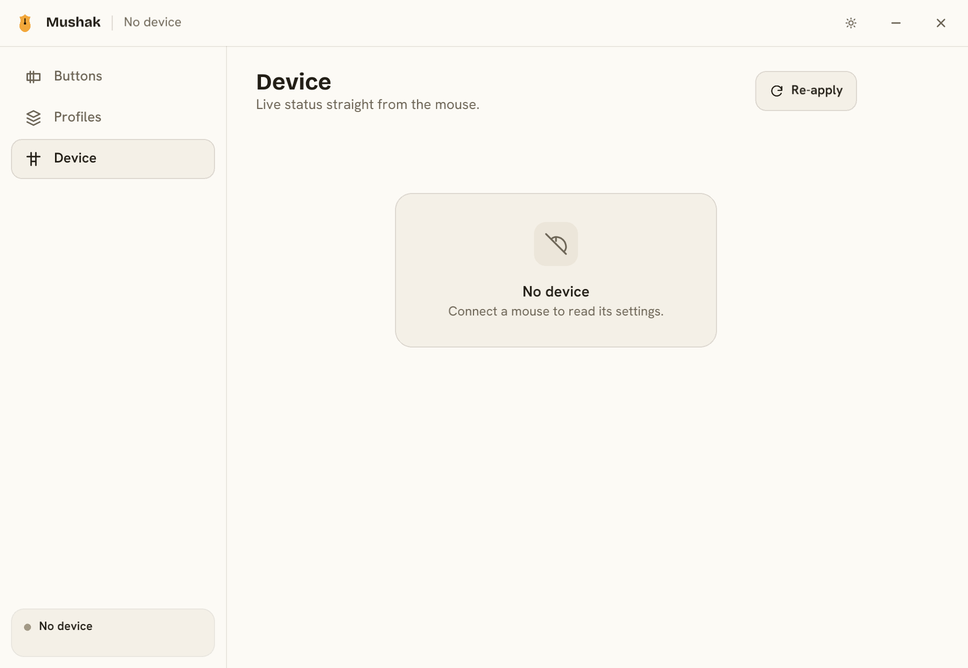 Mushak
No device
Buttons
Profiles
Device
No device
Device
Live status straight from the mouse.
Re-apply
No device
Connect a mouse to read its settings.